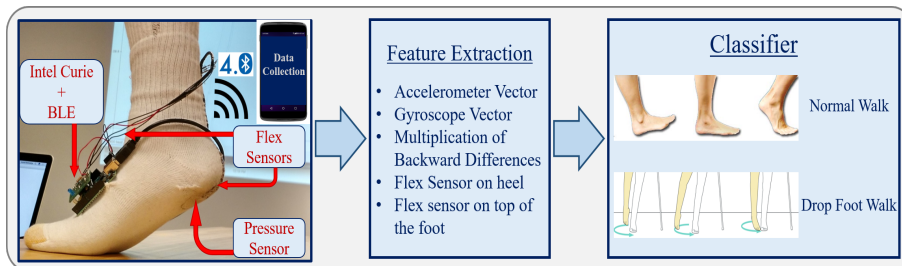 Intel Curie
+
BLE
4.0
Data
Collection
Flex
Sensors
Pressure
Sensor
Feature Extraction
• Accelerometer Vector
• Gyroscope Vector
• Multiplication of
Backward Differences
• Flex Sensor on heel
• Flex sensor on top of
the foot
Classifier
Normal Walk
Drop Foot Walk